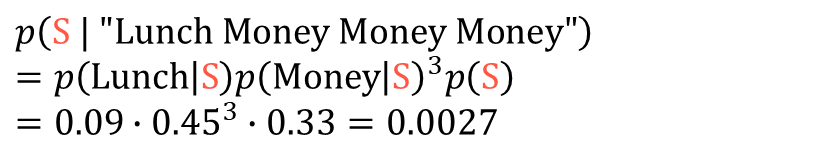 p(S | "Lunch Money Money Money")
= p(Lunch|S)p(Money|S)³p(S)
= 0.09 · 0.45³ · 0.33 = 0.0027